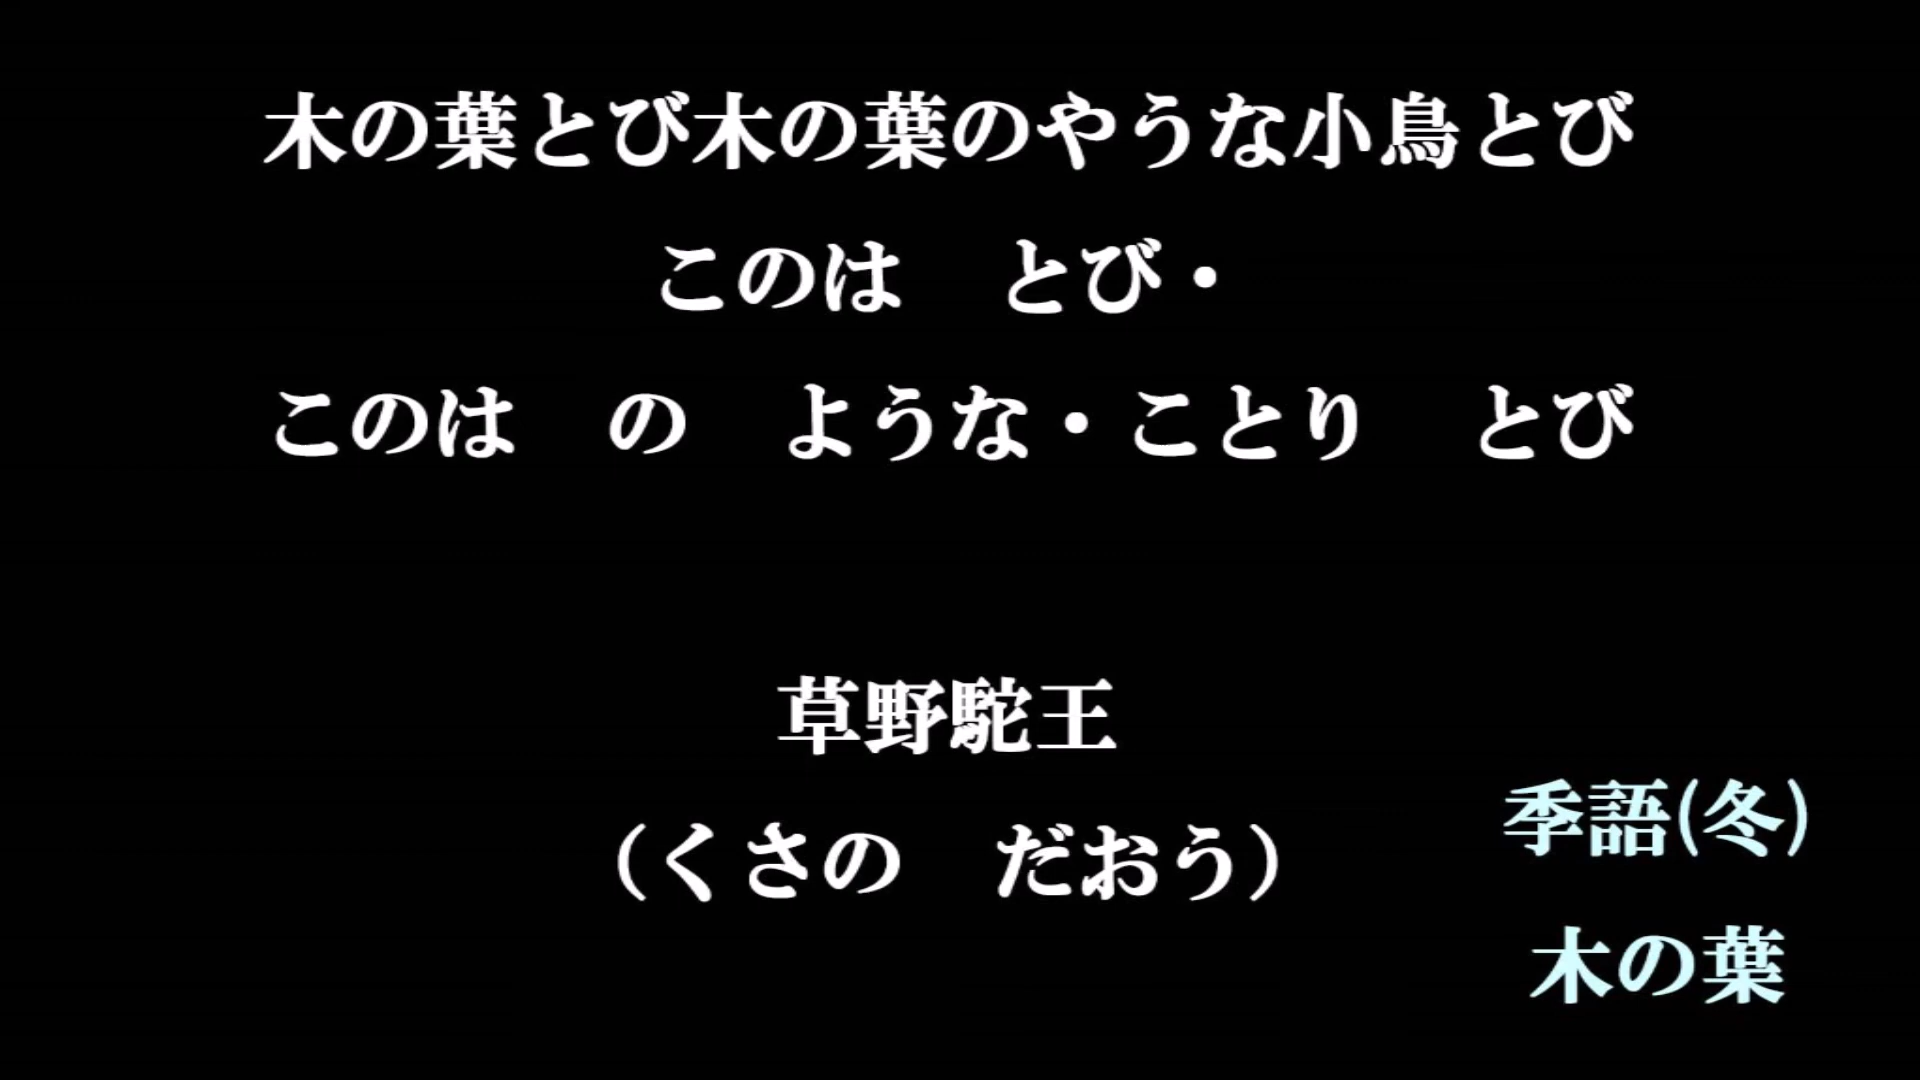 木の葉とび木の葉のやうな小鳥とび
このは　とび・
このは　の　ような・ことり　とび
草野駝王
（くさの　だおう）
季語(冬)
木の葉